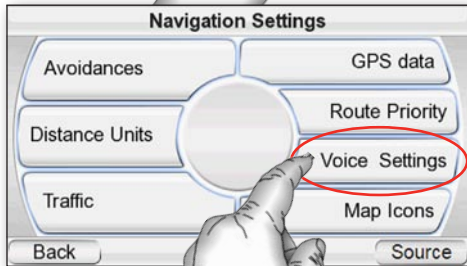 Navigation Settings
Avoidances
GPS data
Distance Units
Route Priority
Voice Settings
Traffic
Map Icons
Back
Source